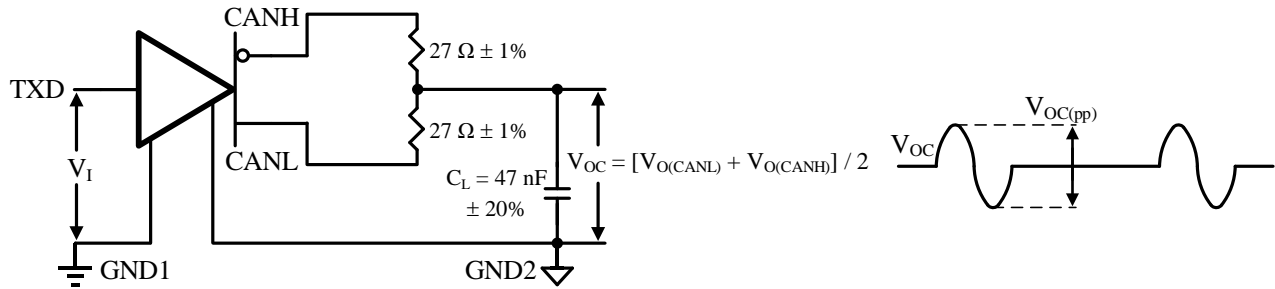 CANH
27 Ω ± 1%
TXD
V_OC(pp)
27 Ω ± 1%
V_OC
V_I
CANL
V_OC = [V_O(CANL) + V_O(CANH)] / 2
C_L = 47 nF
± 20%
GND1
GND2